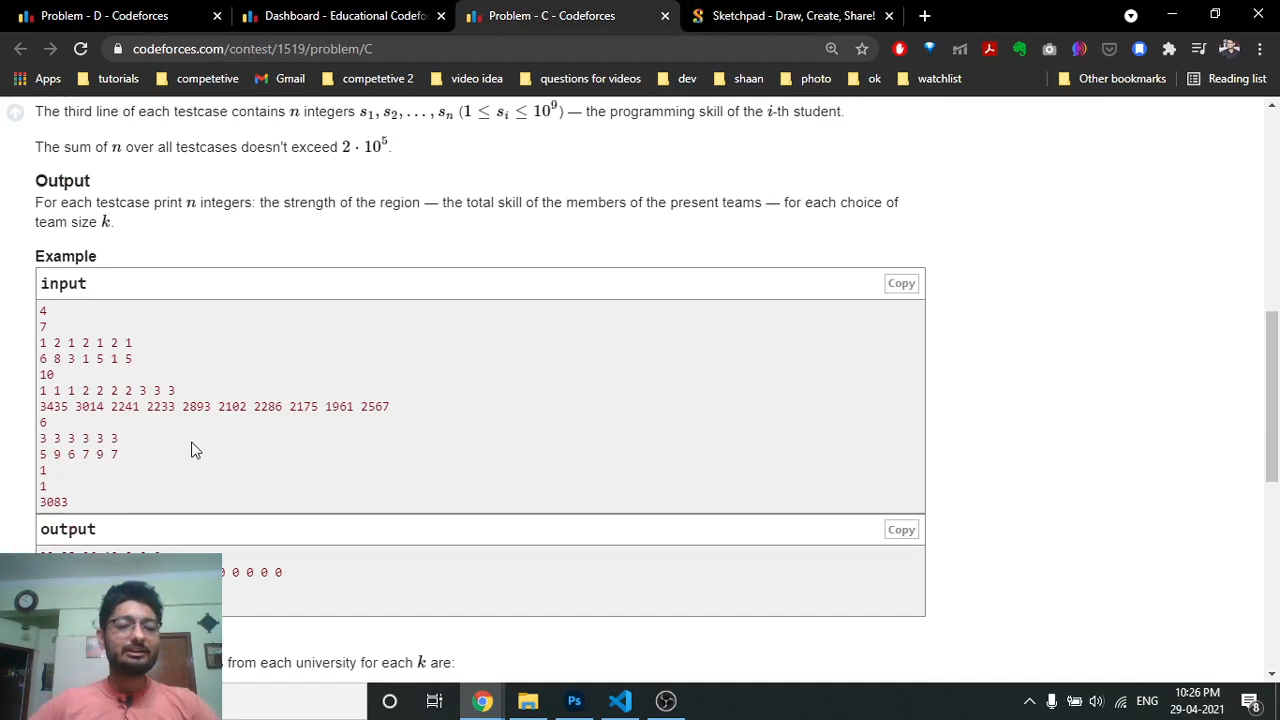 Problem - D - Codeforces
Dashboard - Educational Codefo
Problem - C - Codeforces
Sketchpad - Draw, Create, Share!
codeforces.com/contest/1519/problem/C
Apps tutorials competetive Gmail competetive 2 video idea questions for videos dev shaan photo ok watchlist Other bookmarks Reading list
The third line of each testcase contains n integers s₁, s₂, …, sₙ (1 ≤ sᵢ ≤ 10⁹) — the programming skill of the i-th student.
The sum of n over all testcases doesn't exceed 2 · 10⁵.
Output
For each testcase print n integers: the strength of the region — the total skill of the members of the present teams — for each choice of
team size k.
Example
input
Copy
4
7
1 2 1 2 1 2 1
6 8 3 1 5 1 5
10
1 1 1 2 2 2 2 3 3 3
3435 3014 2241 2233 2893 2102 2286 2175 1961 2567
6
3 3 3 3 3 3
5 9 6 7 9 7
1
1
3083
output
Copy
0 0 0 0
from each university for each k are:
ENG
10:26 PM
29-04-2021
8